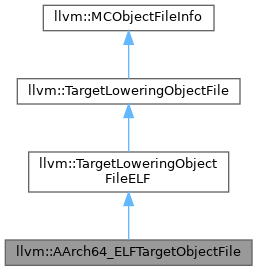 llvm::MCObjectFileInfo
llvm::TargetLoweringObjectFile
llvm::TargetLoweringObject
FileELF
llvm::AArch64_ELFTargetObjectFile